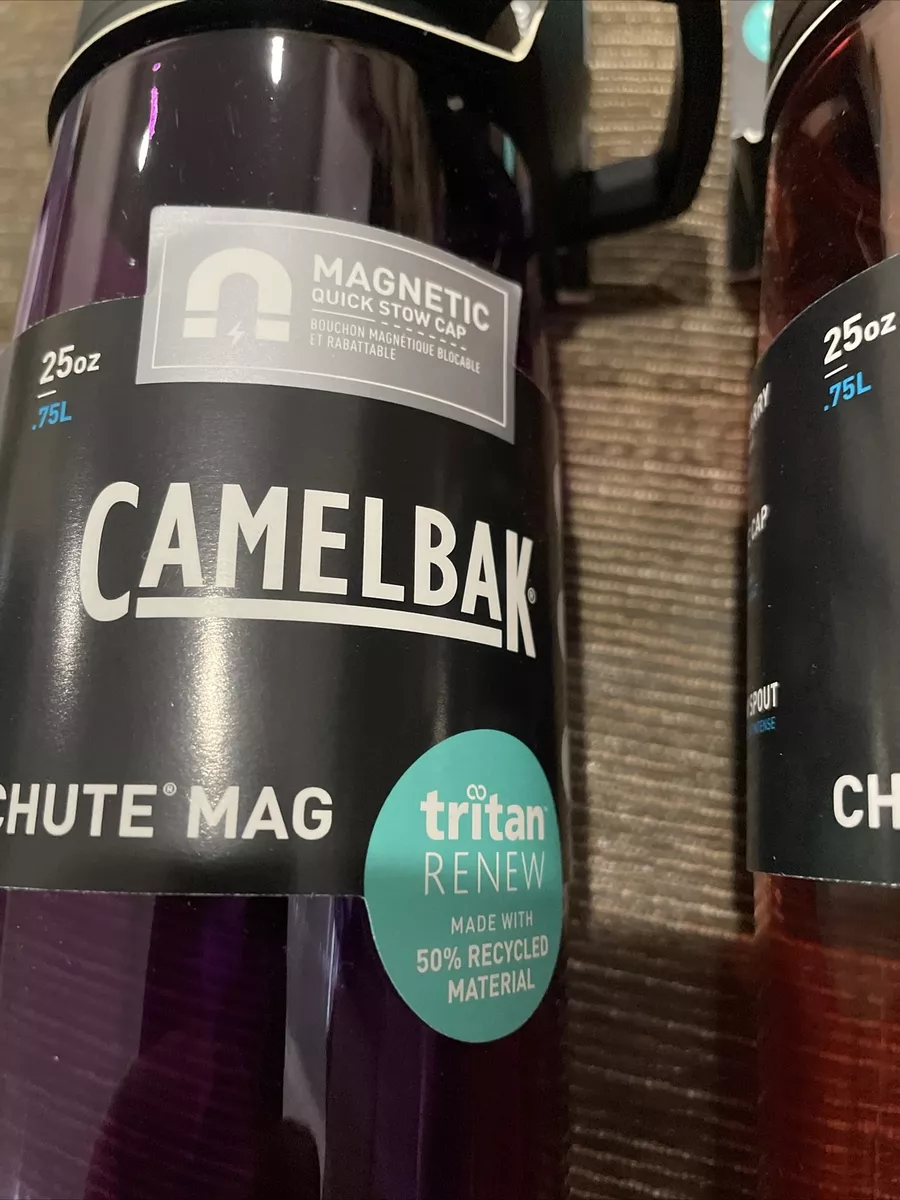 MAGNETIC
QUICK STOW CAP
BOUCHON MAGNÉTIQUE BLOCABLE
ET RABATTABLE
25oz
.75L
CAMELBAK®
CHUTE® MAG
tritan™
RENEW
MADE WITH
50% RECYCLED
MATERIAL
25oz
.75L
CAP
SPOUT
CH